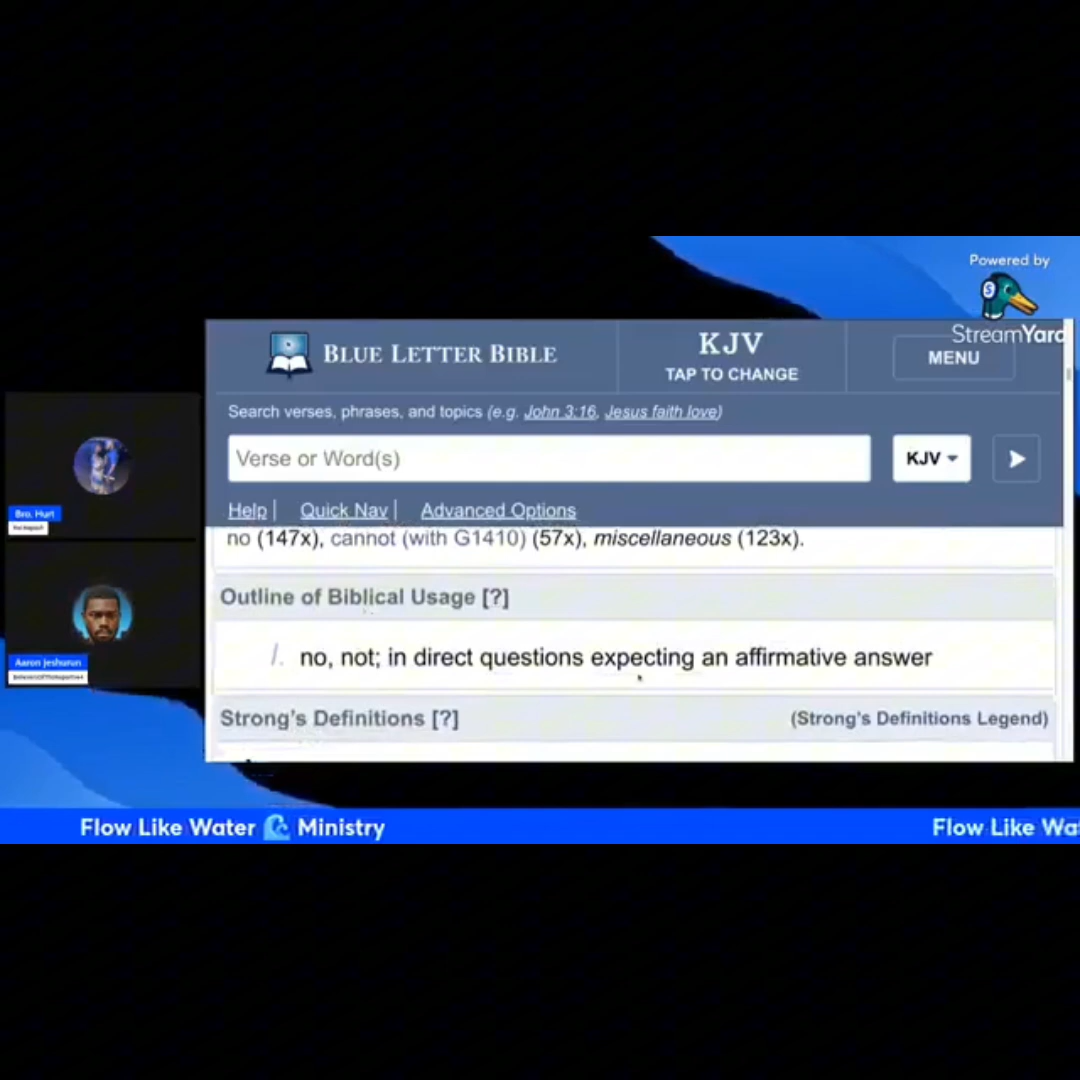 Powered by
StreamYard
BLUE LETTER BIBLE
KJV
TAP TO CHANGE
MENU
Search verses, phrases, and topics (e.g. John 3:16, Jesus faith love)
Verse or Word(s)
KJV
Help| Quick Nav| Advanced Options
no (147x), cannot (with G1410) (57x), miscellaneous (123x).
Outline of Biblical Usage [?]
I. no, not; in direct questions expecting an affirmative answer
Strong's Definitions [?] (Strong's Definitions Legend)
Bro. Hurt
Aaron Jeshurun
Flow Like Water Ministry Flow Like Wat